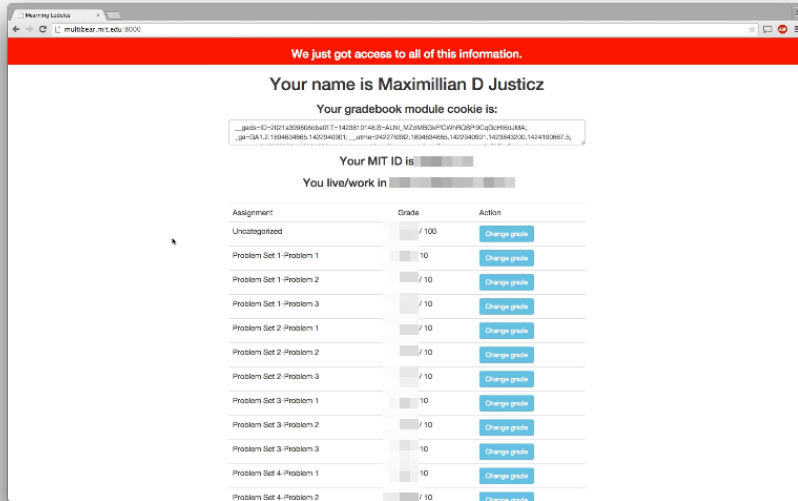 Mearning Lodules
multibear.mit.edu:8000
We just got access to all of this information.
Your name is Maximillian D Justicz
Your gradebook module cookie is:
Your MIT ID is
You live/work in
Assignment Grade Action
Uncategorized / 100 Change grade
Problem Set 1-Problem 1 10 Change grade
Problem Set 1-Problem 2 / 10 Change grade
Problem Set 1-Problem 3 / 10 Change grade
Problem Set 2-Problem 1 / 10 Change grade
Problem Set 2-Problem 2 / 10 Change grade
Problem Set 2-Problem 3 / 10 Change grade
Problem Set 3-Problem 1 10 Change grade
Problem Set 3-Problem 2 / 10 Change grade
Problem Set 3-Problem 3 10 Change grade
Problem Set 4-Problem 1 10 Change grade
Problem Set 4-Problem 2 / 10 Change grade